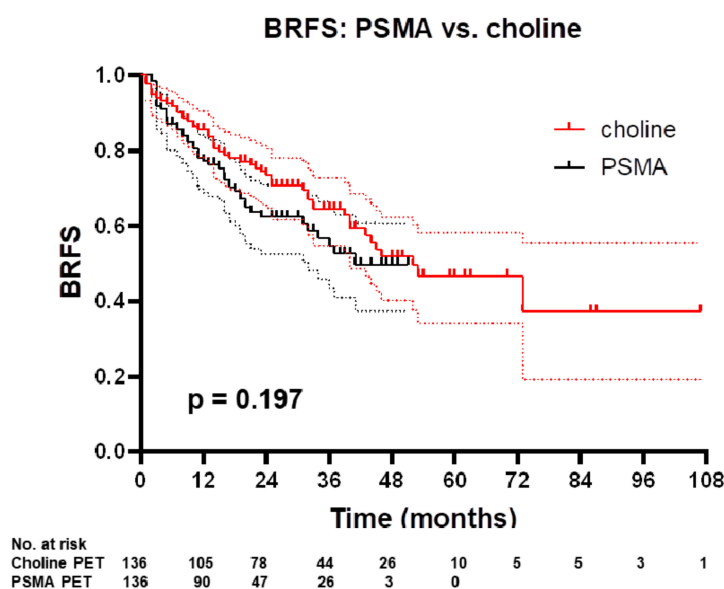 BRFS: PSMA vs. choline
BRFS
1.0
0.8
0.6
0.4
0.2
0.0
choline
PSMA
p = 0.197
0 12 24 36 48 60 72 84 96 108
Time (months)
No. at risk
Choline PET 136 105 78 44 26 10 5 5 3 1
PSMA PET 136 90 47 26 3 0